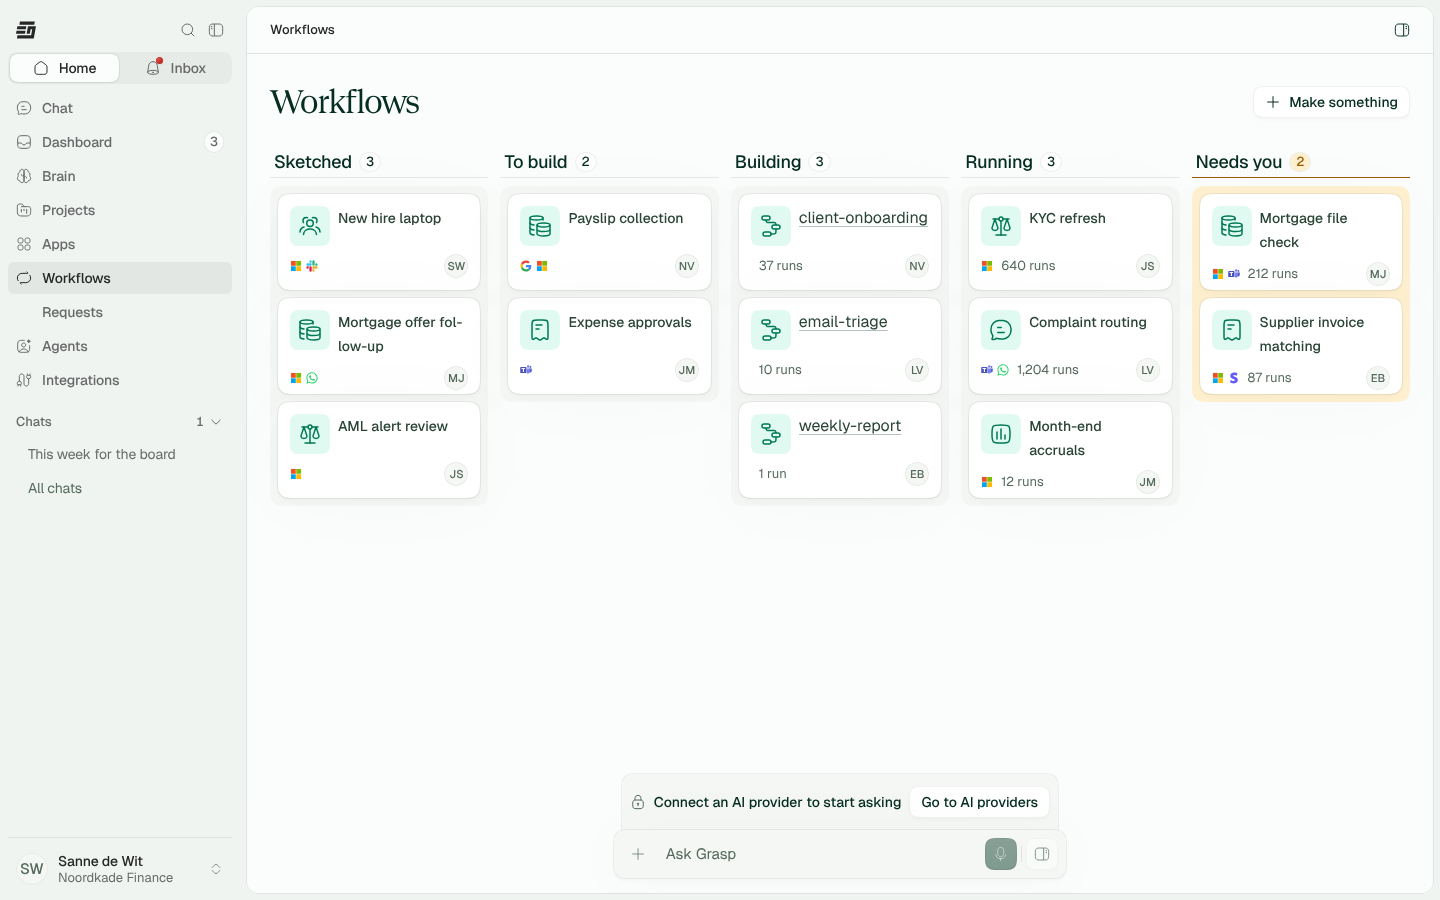 Home
Inbox
Chat
Dashboard 3
Brain
Projects
Apps
Workflows
Requests
Agents
Integrations
Chats 1
This week for the board
All chats
SW
Sanne de Wit
Noordkade Finance
Workflows
Workflows
Make something
Sketched 3
New hire laptop
SW
Mortgage offer fol-
low-up
MJ
AML alert review
JS
To build 2
Payslip collection
NV
Expense approvals
JM
Building 3
client-onboarding
37 runs NV
email-triage
10 runs LV
weekly-report
1 run EB
Running 3
KYC refresh
640 runs JS
Complaint routing
1,204 runs LV
Month-end
accruals
12 runs JM
Needs you 2
Mortgage file
check
212 runs MJ
Supplier invoice
matching
87 runs EB
Connect an AI provider to start asking Go to AI providers
Ask Grasp